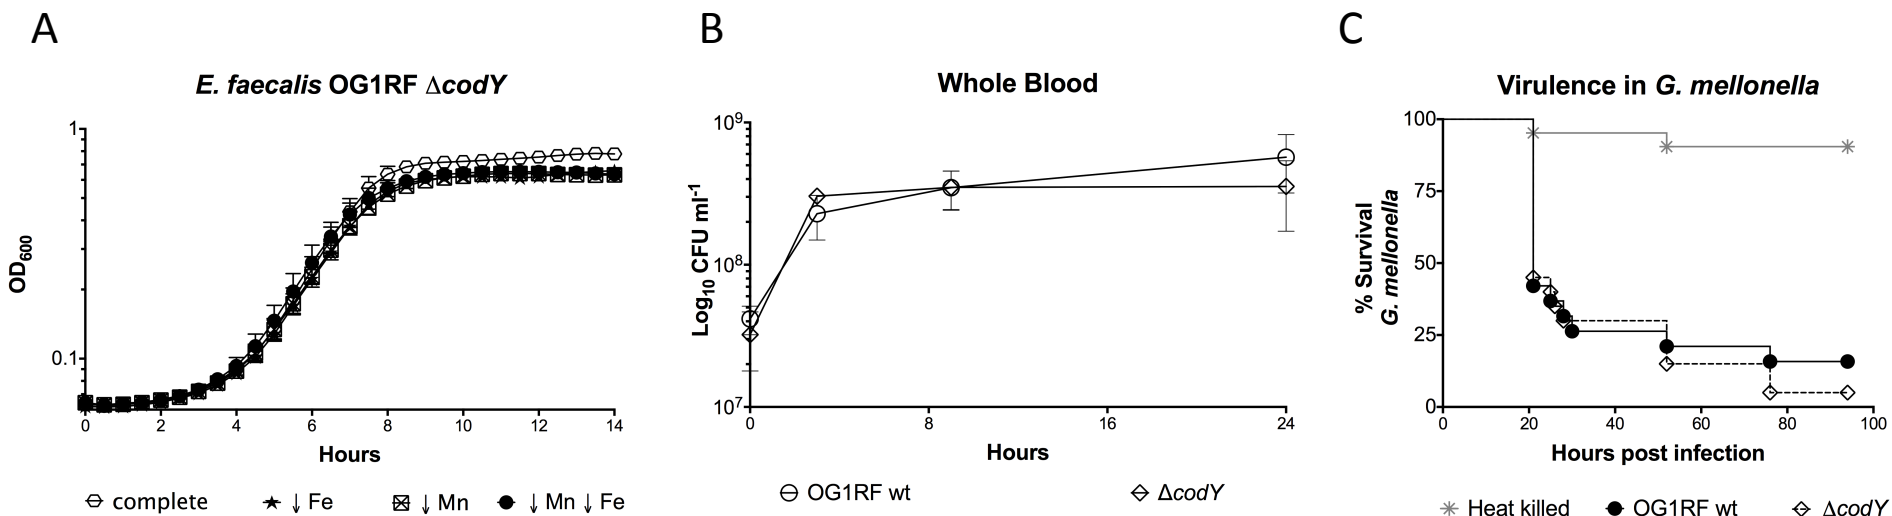 A
B
C
E. faecalis OG1RF ΔcodY
Whole Blood
Virulence in G. mellonella
1
0.1
OD600
0 2 4 6 8 10 12 14
Hours
complete ↓ Fe ↓ Mn ↓ Mn ↓ Fe
10^9
10^8
10^7
Log10 CFU ml-1
0 8 16 24
Hours
OG1RF wt ΔcodY
100
75
50
25
0
% Survival
G. mellonella
0 20 40 60 80 100
Hours post infection
Heat killed OG1RF wt ΔcodY